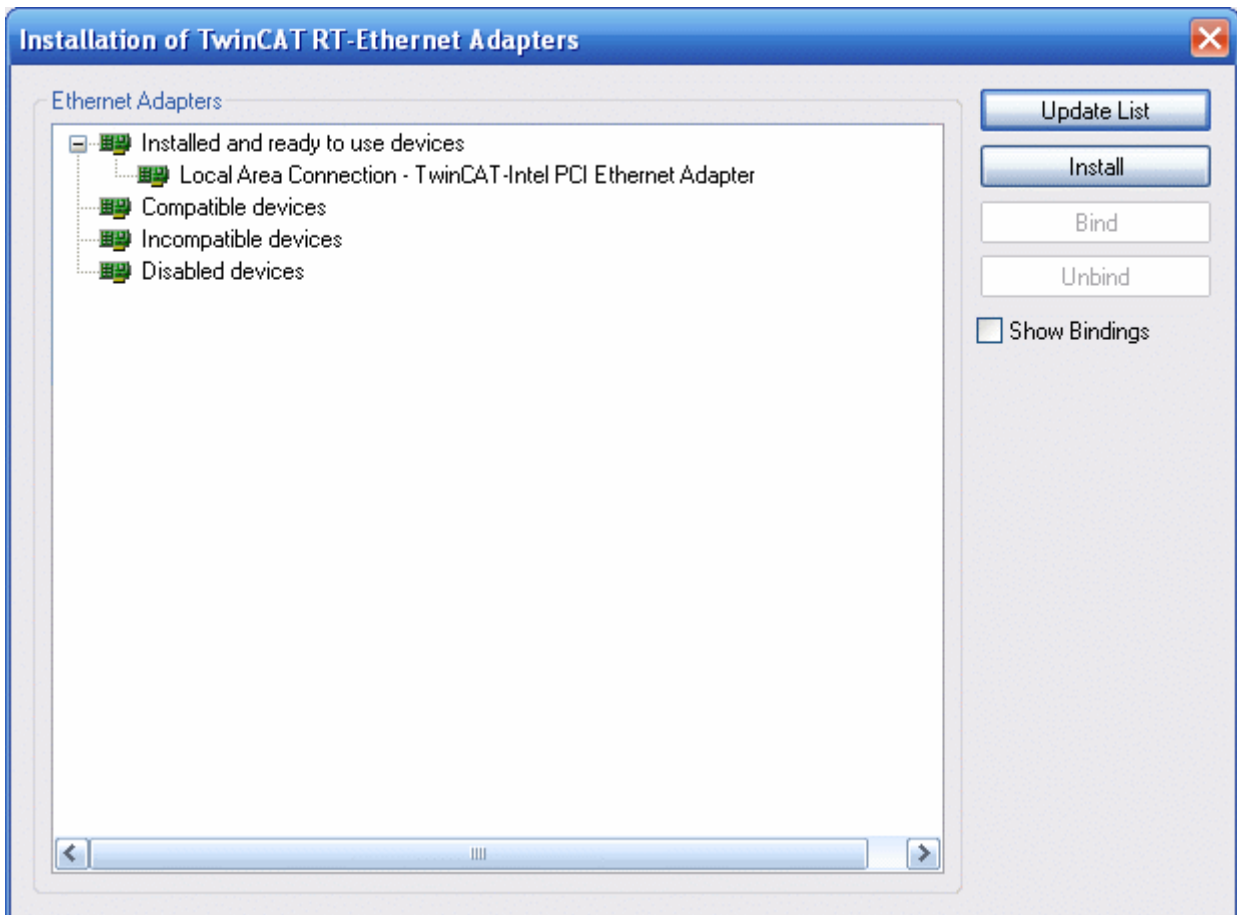 Installation of TwinCAT RT-Ethernet Adapters
Ethernet Adapters
Installed and ready to use devices
Local Area Connection - TwinCAT-Intel PCI Ethernet Adapter
Compatible devices
Incompatible devices
Disabled devices
Update List
Install
Bind
Unbind
Show Bindings